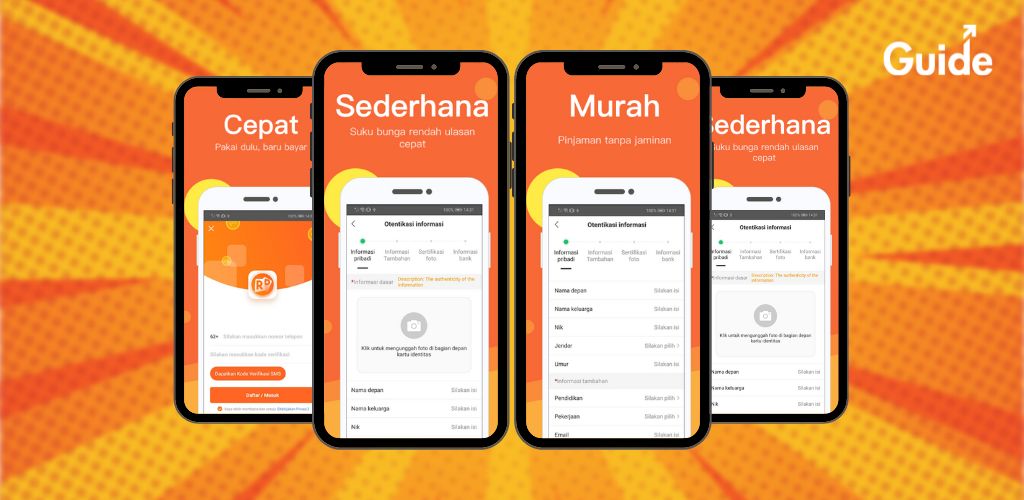 Guide
Cepat
Pakai dulu, baru bayar
62+ Silakan masukkan nomor telepon
Silakan masukkan kode verifikasi
Dapatkan Kode Verifikasi SMS
Daftar / Masuk
Sederhana
Suku bunga rendah ulasan
cepat
100% 14:31
Otentikasi informasi
Informasi
pribadi
Informasi
Tambahan
Sertifikasi
foto
Informasi
bank
*Informasi dasar
Description: The authenticity of the
information
Klik untuk mengunggah foto di bagian depan
kartu identitas
Nama depan Silakan isi
Nama keluarga Silakan isi
Nik Silakan isi
Murah
Pinjaman tanpa jaminan
100% 14:31
Otentikasi informasi
Informasi
pribadi
Informasi
Tambahan
Sertifikasi
foto
Informasi
bank
Nama depan Silakan isi
Nama keluarga Silakan isi
Nik Silakan isi
Jender Silakan pilih >
Umur Silakan isi
*Informasi tambahan
Pendidikan Silakan pilih >
Pekerjaan Silakan pilih >
Email Silakan isi
Sederhana
Suku bunga rendah ulasan
cepat
100% 14:31
Otentikasi informasi
Informasi
pribadi
Informasi
Tambahan
Sertifikasi
foto
Informasi
bank
*Informasi dasar
Description: The authenticity of the
information
Klik untuk mengunggah foto di bagian depan
kartu identitas
Nama depan Silakan isi
Nama keluarga Silakan isi
Nik Silakan isi